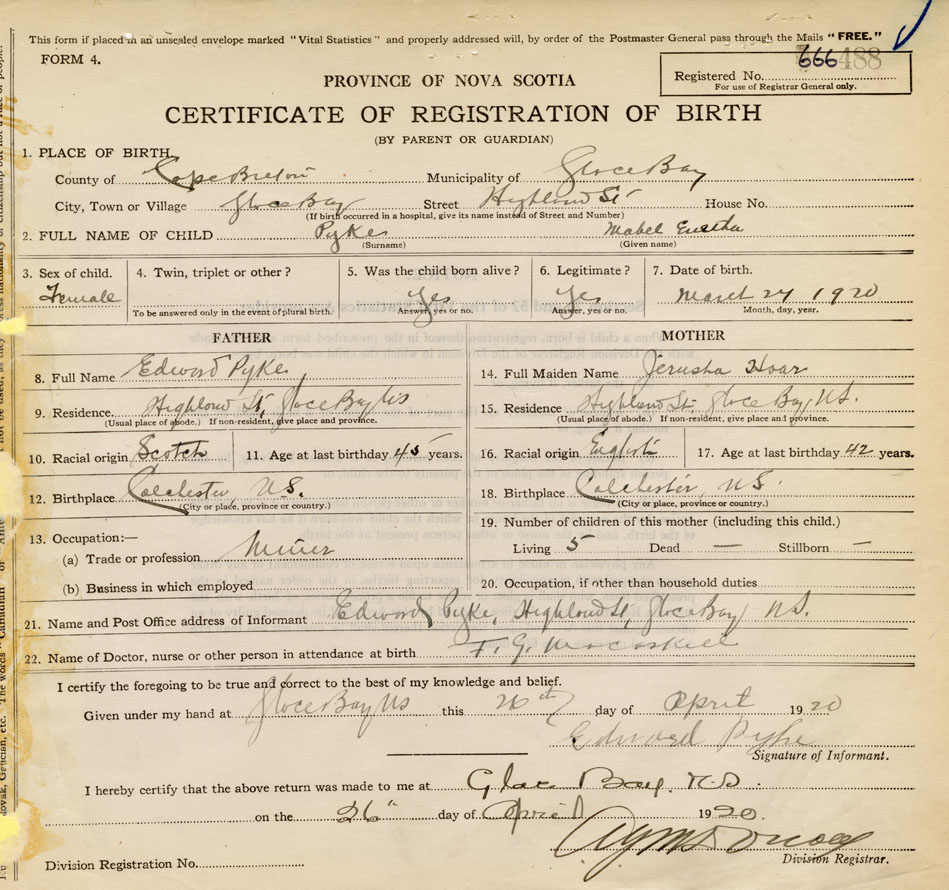 This form if placed in an unsealed envelope marked "Vital Statistics" and properly addressed will, by order of the Postmaster General pass through the Mails "FREE."
FORM 4.
666488
Registered No.
For use of Registrar General only.
PROVINCE OF NOVA SCOTIA
CERTIFICATE OF REGISTRATION OF BIRTH
(BY PARENT OR GUARDIAN)
1. PLACE OF BIRTH
County of Cape Breton Municipality of Glace Bay
City, Town or Village Glace Bay Street Highland St House No.
(If birth occurred in a hospital, give its name instead of Street and Number)
2. FULL NAME OF CHILD Pyke Mabel
(Surname) (Given name)
3. Sex of child. 4. Twin, triplet or other? 5. Was the child born alive? 6. Legitimate? 7. Date of birth.
Female Yes Yes March 27 1920
To be answered only in the event of plural birth. Answer, yes or no. Answer, yes or no. Month, day, year.
FATHER MOTHER
8. Full Name Edward Pyke 14. Full Maiden Name Jerusha Hoar
9. Residence. Highland St, Glace Bay NS 15. Residence Highland St. Glace Bay, N.S.
(Usual place of abode.) If non-resident, give place and province. (Usual place of abode.) If non-resident, give place and province.
10. Racial origin Scotch 11. Age at last birthday 45 years. 16. Racial origin English 17. Age at last birthday 42 years.
12. Birthplace Colchester, N.S. 18. Birthplace Colchester, N.S.
(City or place, province or country.) (City or place, province or country.)
13. Occupation:— 19. Number of children of this mother (including this child.)
(a) Trade or profession Miner Living 5 Dead — Stillborn —
(b) Business in which employed 20. Occupation, if other than household duties
21. Name and Post Office address of Informant Edward Pyke, Highland St, Glace Bay N.S.
22. Name of Doctor, nurse or other person in attendance at birth F. G. MacAskill
I certify the foregoing to be true and correct to the best of my knowledge and belief.
Given under my hand at Glace Bay NS this 26th day of April 1920
Edward Pyke
Signature of Informant.
I hereby certify that the above return was made to me at Glace Bay. N.S.
on the 26" day of April 1920.
Division Registration No. Division Registrar.